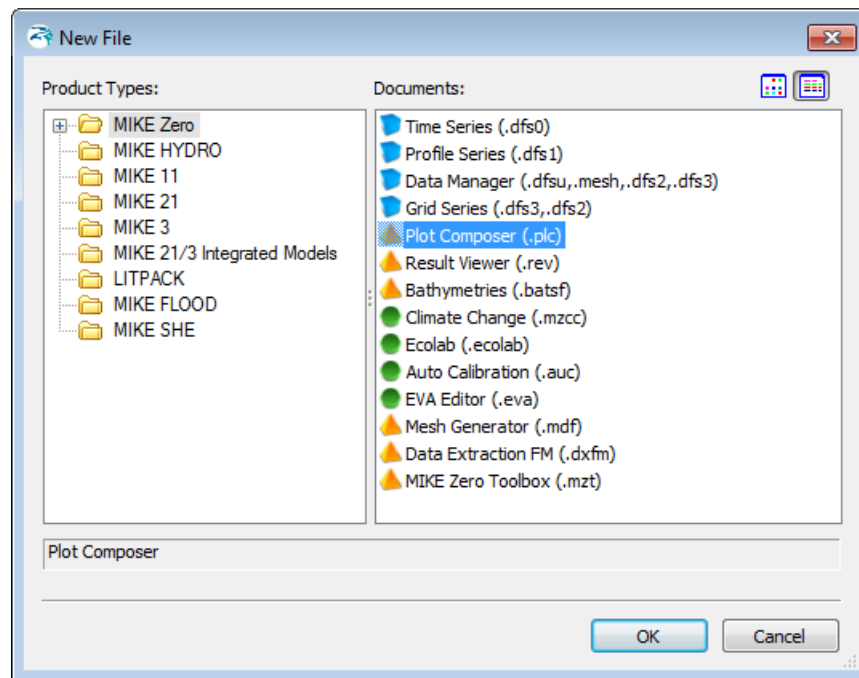 New File
Product Types:
MIKE Zero
MIKE HYDRO
MIKE 11
MIKE 21
MIKE 3
MIKE 21/3 Integrated Models
LITPACK
MIKE FLOOD
MIKE SHE
Documents:
Time Series (.dfs0)
Profile Series (.dfs1)
Data Manager (.dfsu,.mesh,.dfs2,.dfs3)
Grid Series (.dfs3,.dfs2)
Plot Composer (.plc)
Result Viewer (.rev)
Bathymetries (.batsf)
Climate Change (.mzcc)
Ecolab (.ecolab)
Auto Calibration (.auc)
EVA Editor (.eva)
Mesh Generator (.mdf)
Data Extraction FM (.dxfm)
MIKE Zero Toolbox (.mzt)
Plot Composer
OK
Cancel